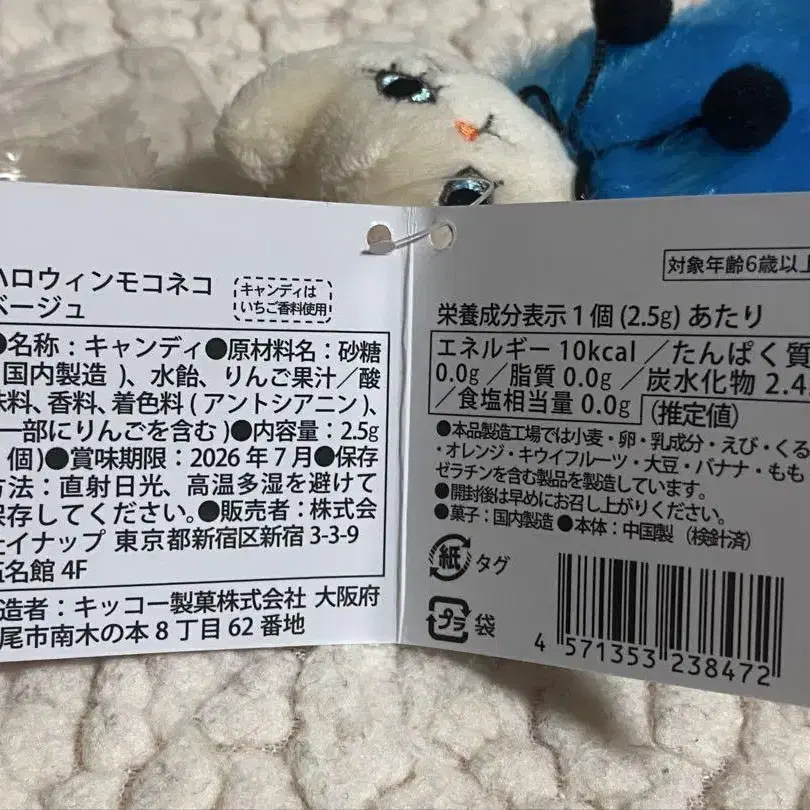 ハロウィンモコネコ
ベージュ
キャンディは
いちご香料使用
●名称：キャンディ●原材料名：砂糖
国内製造 )、水飴、りんご果汁／酸
味料、香料、着色料 ( アントシアニン )、
一部にりんごを含む )●内容量：2.5g
個)●賞味期限：2026 年 7 月●保存
方法：直射日光、高温多湿を避けて
保存してください。●販売者：株式会
社イナップ 東京都新宿区新宿 3-3-9
伍名館 4F
造者：キッコー製菓株式会社 大阪府
尾市南木の本 8 丁目 62 番地
対象年齢6歳以上
栄養成分表示 1 個 (2.5g) あたり
エネルギー 10kcal ／たんぱく質
0.0g ／脂質 0.0g ／炭水化物 2.4
／食塩相当量 0.0g （推定値）
●本品製造工場では小麦・卵・乳成分・えび・くる
・オレンジ・キウイフルーツ・大豆・バナナ・もも
ゼラチンを含む製品を製造しています。
●開封後は早めにお召し上がりください。
●菓子：国内製造 ●本体：中国製 （検針済）
紙 タグ
プラ 袋
4 571353 238472